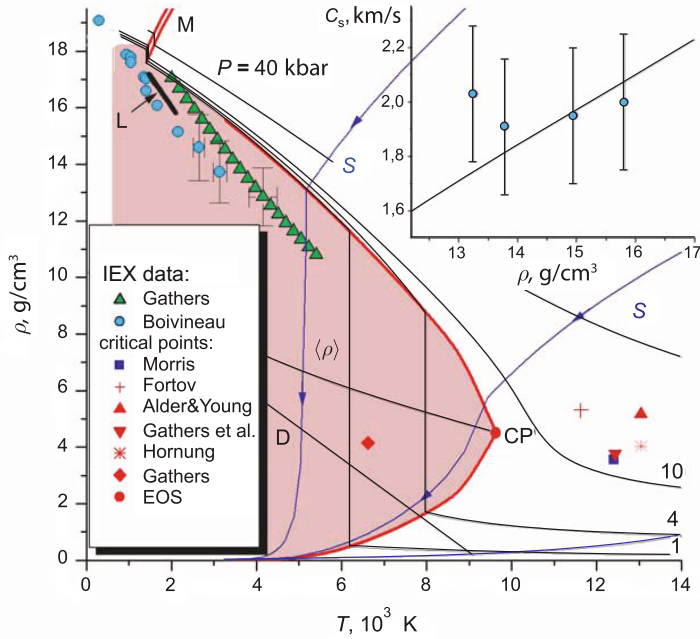 18
16
14
12
10
8
6
4
2
0
ρ, g/cm³
M
P = 40 kbar
L
S
C_s, km/s
2,2
2,0
1,8
1,6
13
14
15
16
17
ρ, g/cm³
S
IEX data:
Gathers
Boivineau
critical points:
Morris
Fortov
Alder&Young
Gathers et al.
Hornung
Gathers
EOS
⟨ρ⟩
D
CP
10
4
1
0
2
4
6
8
10
12
14
T, 10³ K